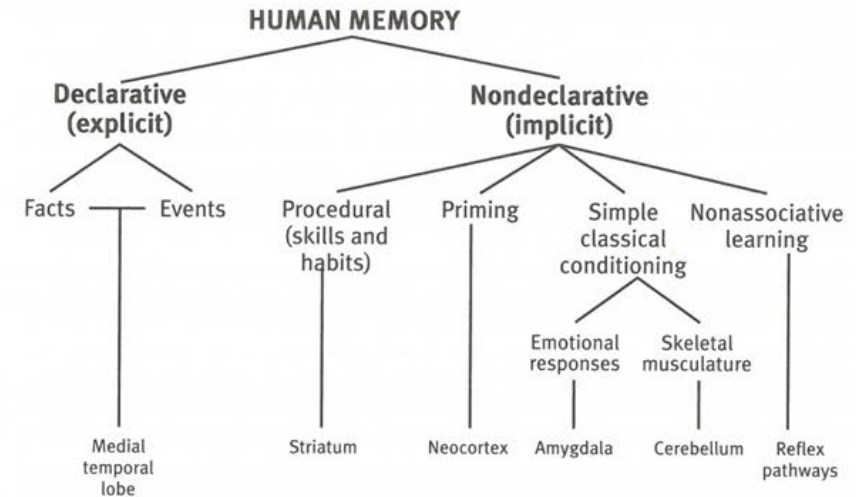 HUMAN MEMORY
Declarative
(explicit)
Nondeclarative
(implicit)
Facts
Events
Procedural
(skills and
habits)
Priming
Simple
classical
conditioning
Nonassociative
learning
Emotional
responses
Skeletal
musculature
Medial
temporal
lobe
Striatum
Neocortex
Amygdala
Cerebellum
Reflex
pathways